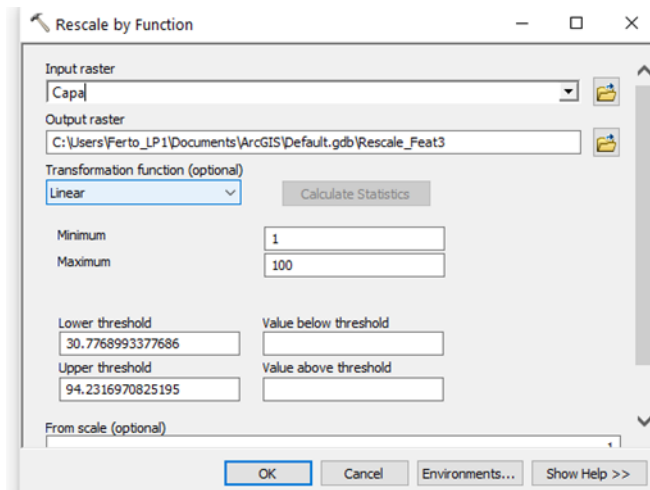 Rescale by Function
Input raster
Capa
Output raster
C:\Users\Ferto_LP1\Documents\ArcGIS\Default.gdb\Rescale_Feat3
Transformation function (optional)
Linear
Calculate Statistics
Minimum
1
Maximum
100
Lower threshold
Value below threshold
30.7768993377686
Upper threshold
Value above threshold
94.2316970825195
From scale (optional)
1
OK
Cancel
Environments...
Show Help >>